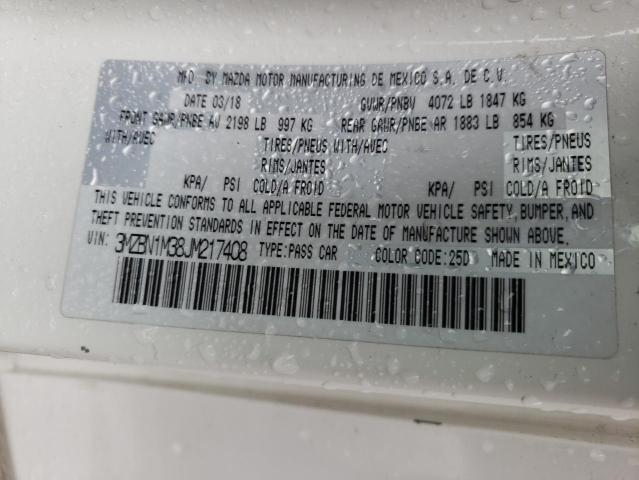 MFD BY MAZDA MOTOR MANUFACTURING DE MEXICO S.A. DE C.V.
DATE 03/18 GVWR/PNBV 4072 LB 1847 KG
FRONT GAWR/PNBE AV 2198 LB 997 KG REAR GAWR/PNBE AR 1883 LB 854 KG
WITH/AVEC TIRES/PNEUS WITH/AVEC TIRES/PNEUS
RIMS/JANTES RIMS/JANTES
KPA/ PSI COLD/A FROID KPA/ PSI COLD/A FROID
THIS VEHICLE CONFORMS TO ALL APPLICABLE FEDERAL MOTOR VEHICLE SAFETY, BUMPER, AND
THEFT PREVENTION STANDARDS IN EFFECT ON THE DATE OF MANUFACTURE SHOWN ABOVE.
VIN: 3MZBN1M38JM217408 TYPE:PASS CAR COLOR CODE:25D MADE IN MEXICO